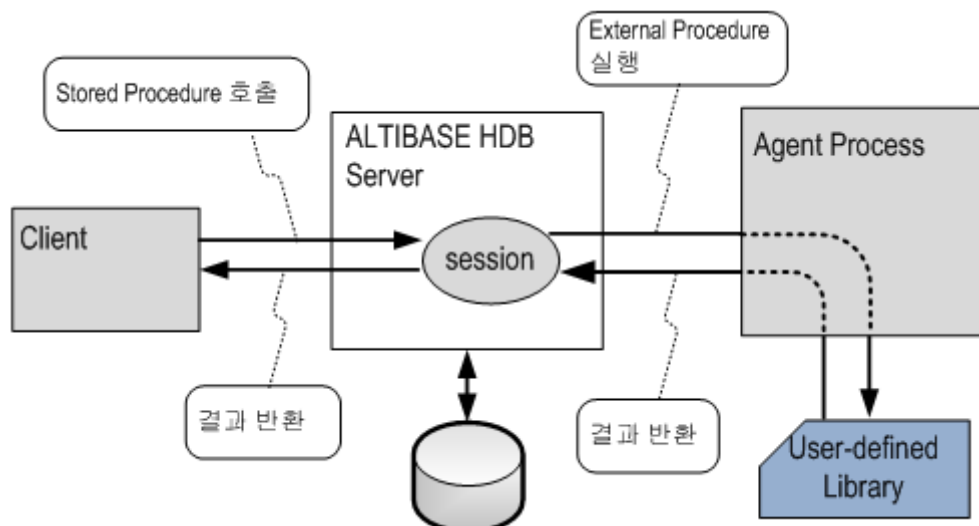 External Procedure
실행
Stored Procedure 호출
ALTIBASE HDB
Server
Agent Process
Client
session
결과 반환
결과 반환
User-defined
Library